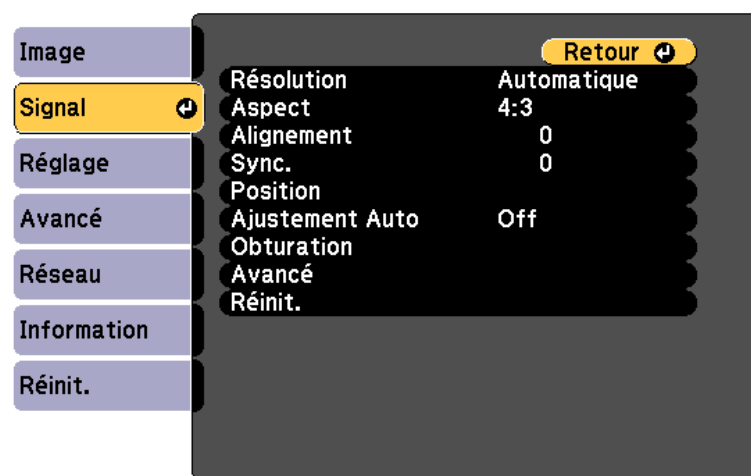 Image
Signal
Réglage
Avancé
Réseau
Information
Réinit.
Retour
Résolution Automatique
Aspect 4:3
Alignement 0
Sync. 0
Position
Ajustement Auto Off
Obturation
Avancé
Réinit.